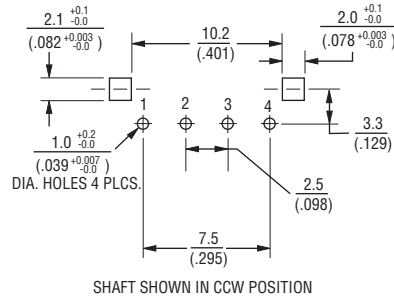 2.1 +0.1 -0.0
(.082 +0.003 -0.0)
10.2
(.401)
2.0 +0.1 -0.0
(.078 +0.003 -0.0)
1 2 3 4
1.0 +0.2 -0.0
(.039 +0.007 -0.0)
DIA. HOLES 4 PLCS.
3.3
(.129)
2.5
(.098)
7.5
(.295)
SHAFT SHOWN IN CCW POSITION